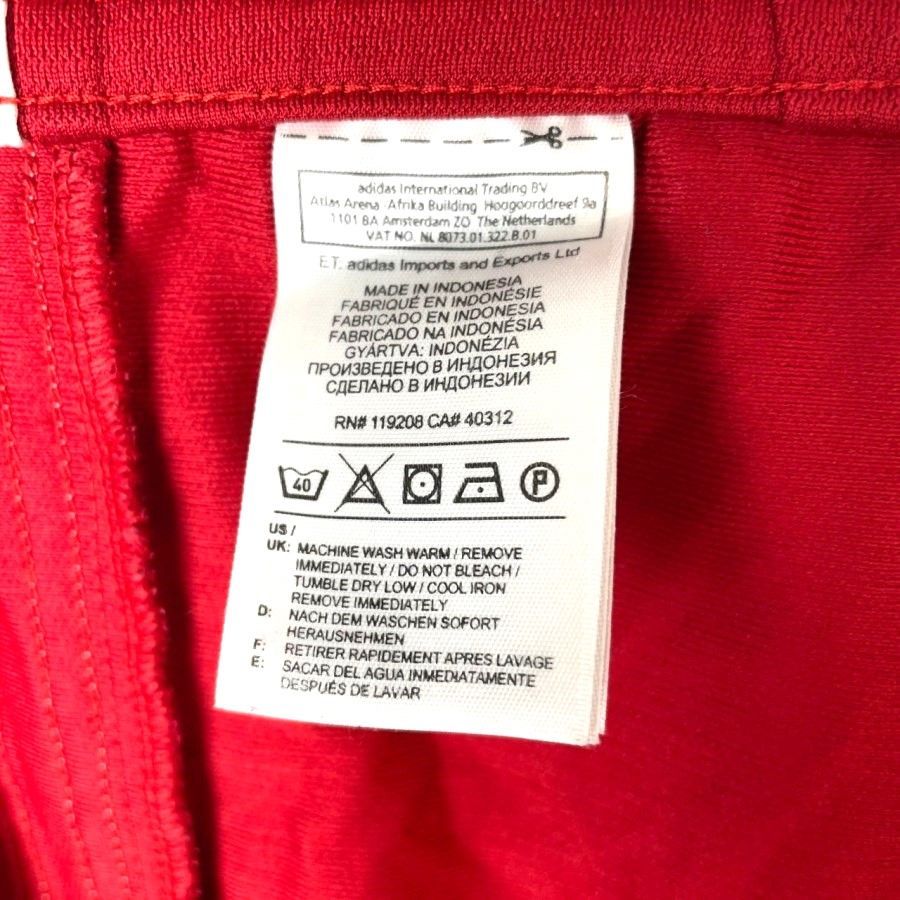 adidas International Trading BV
Atlas Arena Afrika Building Hoogoorddreef 9a
1101 BA Amsterdam ZO The Netherlands
VAT NO. NL 8073.01.322.B.01
E.T. adidas Imports and Exports Ltd
MADE IN INDONESIA
FABRIQUÉ EN INDONÉSIE
FABRICADO EN INDONESIA
FABRICADO NA INDONÉSIA
GYÁRTVA: INDONÉZIA
ПРОИЗВЕДЕНО В ИНДОНЕЗИЯ
СДЕЛАНО В ИНДОНЕЗИИ
RN# 119208 CA# 40312
40 P
US /
UK: MACHINE WASH WARM / REMOVE
IMMEDIATELY / DO NOT BLEACH /
TUMBLE DRY LOW / COOL IRON
REMOVE IMMEDIATELY
D: NACH DEM WASCHEN SOFORT
HERAUSNEHMEN
F: RETIRER RAPIDEMENT APRES LAVAGE
E: SACAR DEL AGUA INMEDIATAMENTE
DESPUÉS DE LAVAR